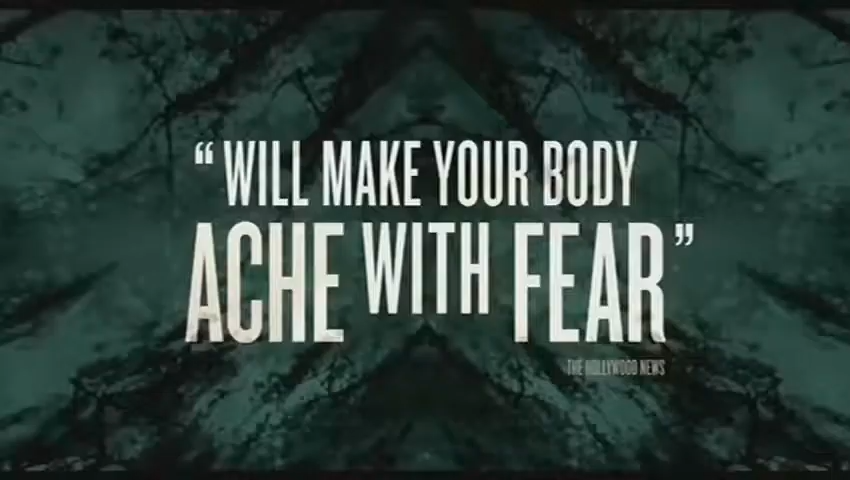 “ WILL MAKE YOUR BODY
ACHE WITH FEAR”
THE HOLLYWOOD NEWS